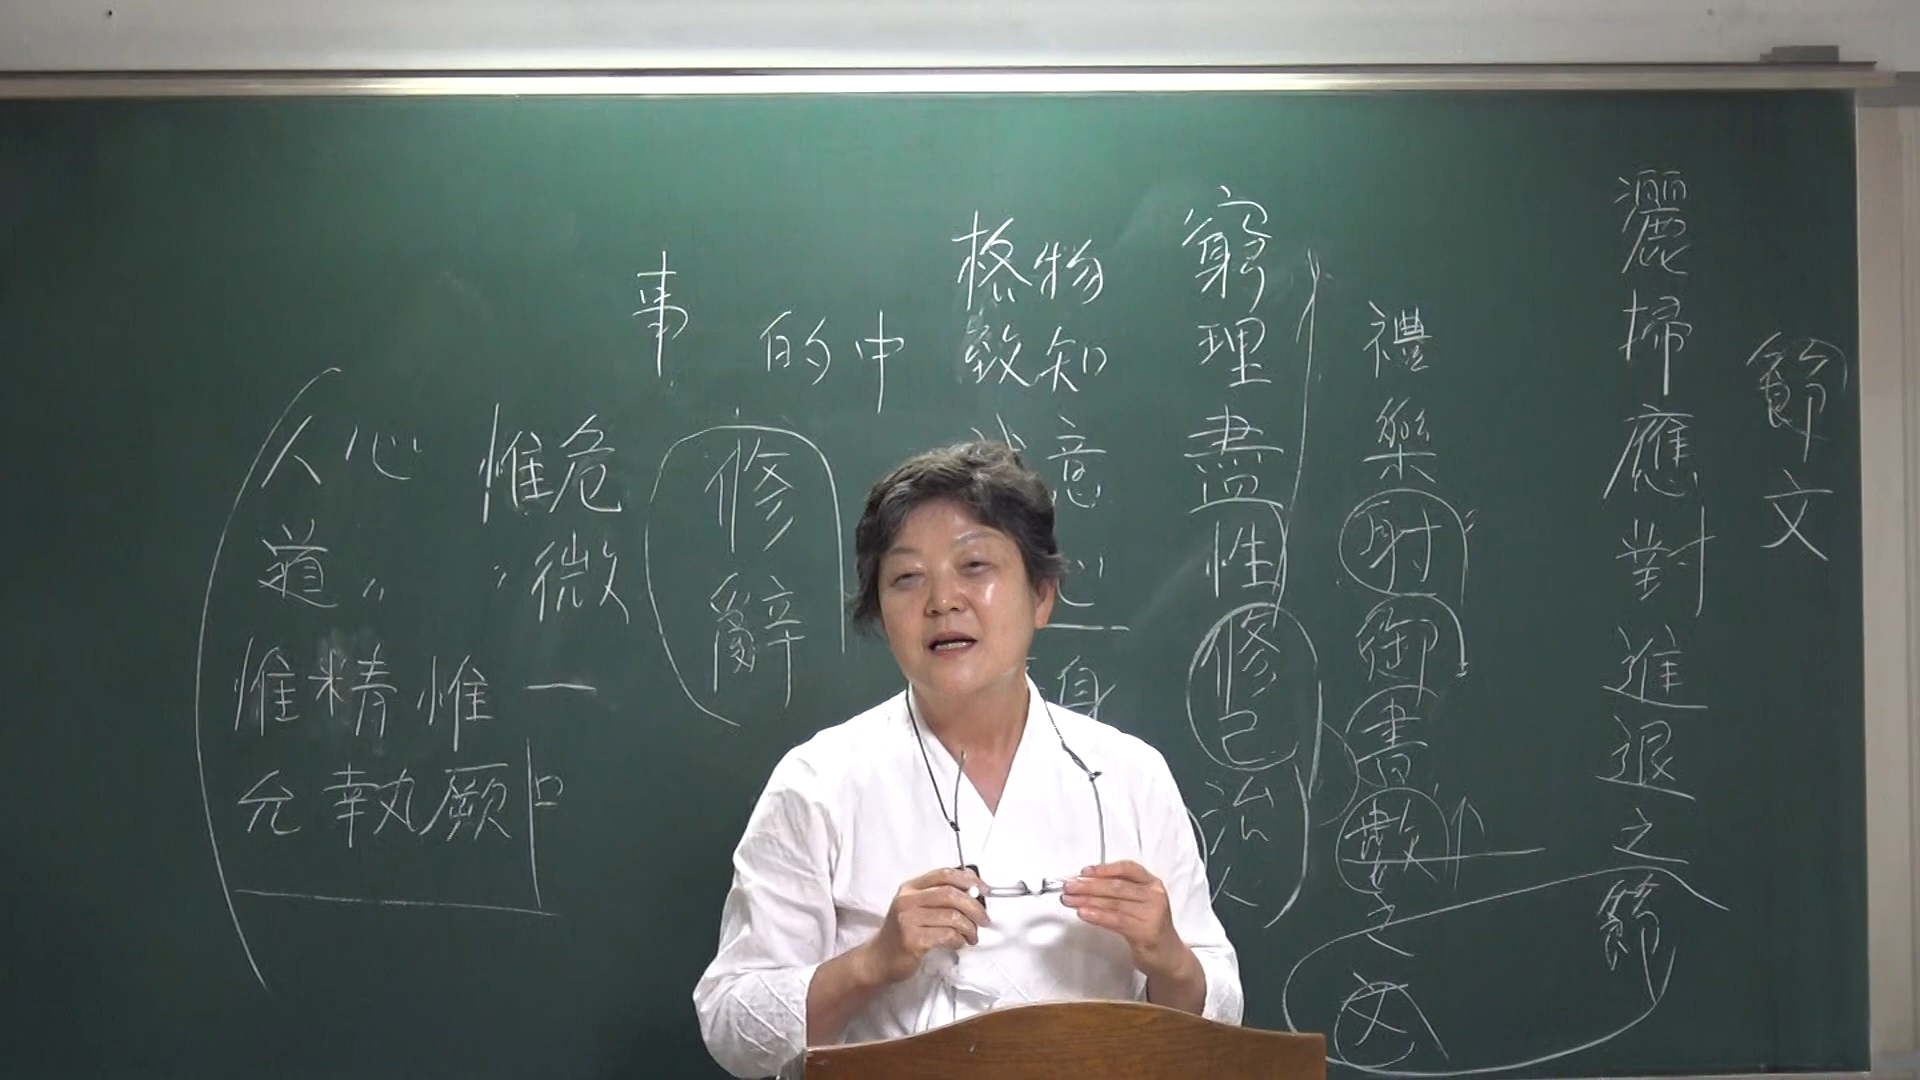 節文
灑掃應對進退之節
禮樂射御書數之文
窮理盡性修己治人
格物
致知
意
心
身
的中
事
修辭
人心惟危
道〃〃微
惟精惟一
允執厥中